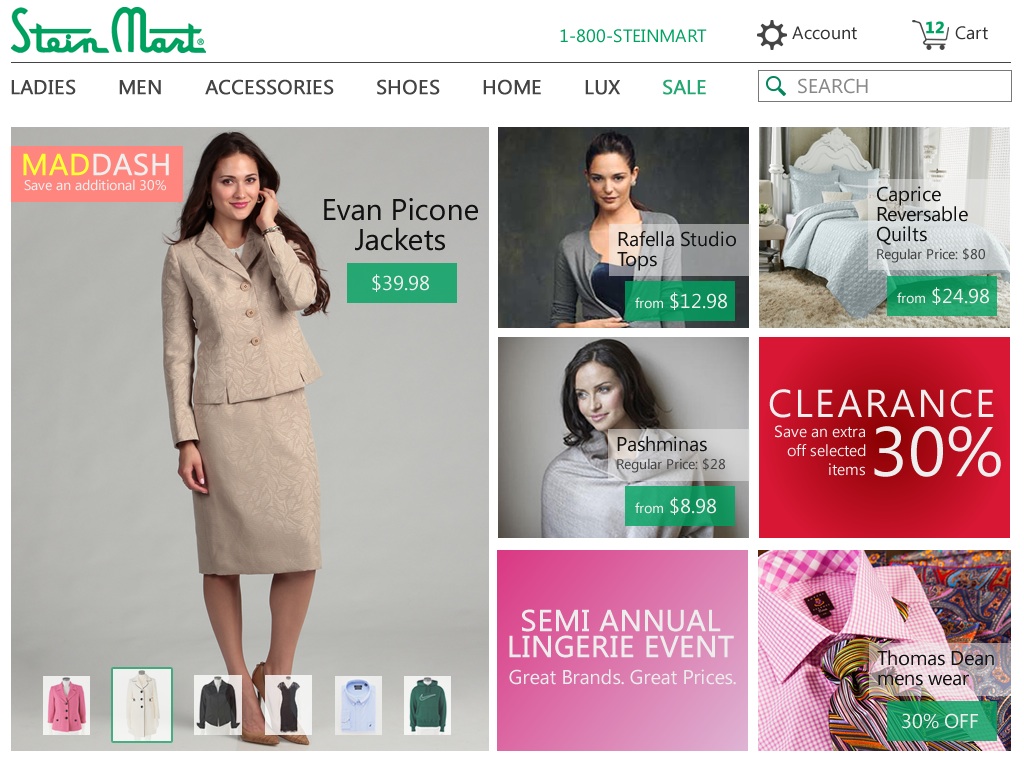 Stein Mart®
1-800-STEINMART
Account
12
Cart
LADIES
MEN
ACCESSORIES
SHOES
HOME
LUX
SALE
SEARCH
MADDASH
Save an additional 30%
Evan Picone
Jackets
$39.98
Rafella Studio
Tops
from $12.98
Caprice
Reversable
Quilts
Regular Price: $80
from $24.98
Pashminas
Regular Price: $28
from $8.98
CLEARANCE
Save an extra
off selected
items
30%
SEMI ANNUAL
LINGERIE EVENT
Great Brands. Great Prices.
Thomas Dean
mens wear
30% OFF